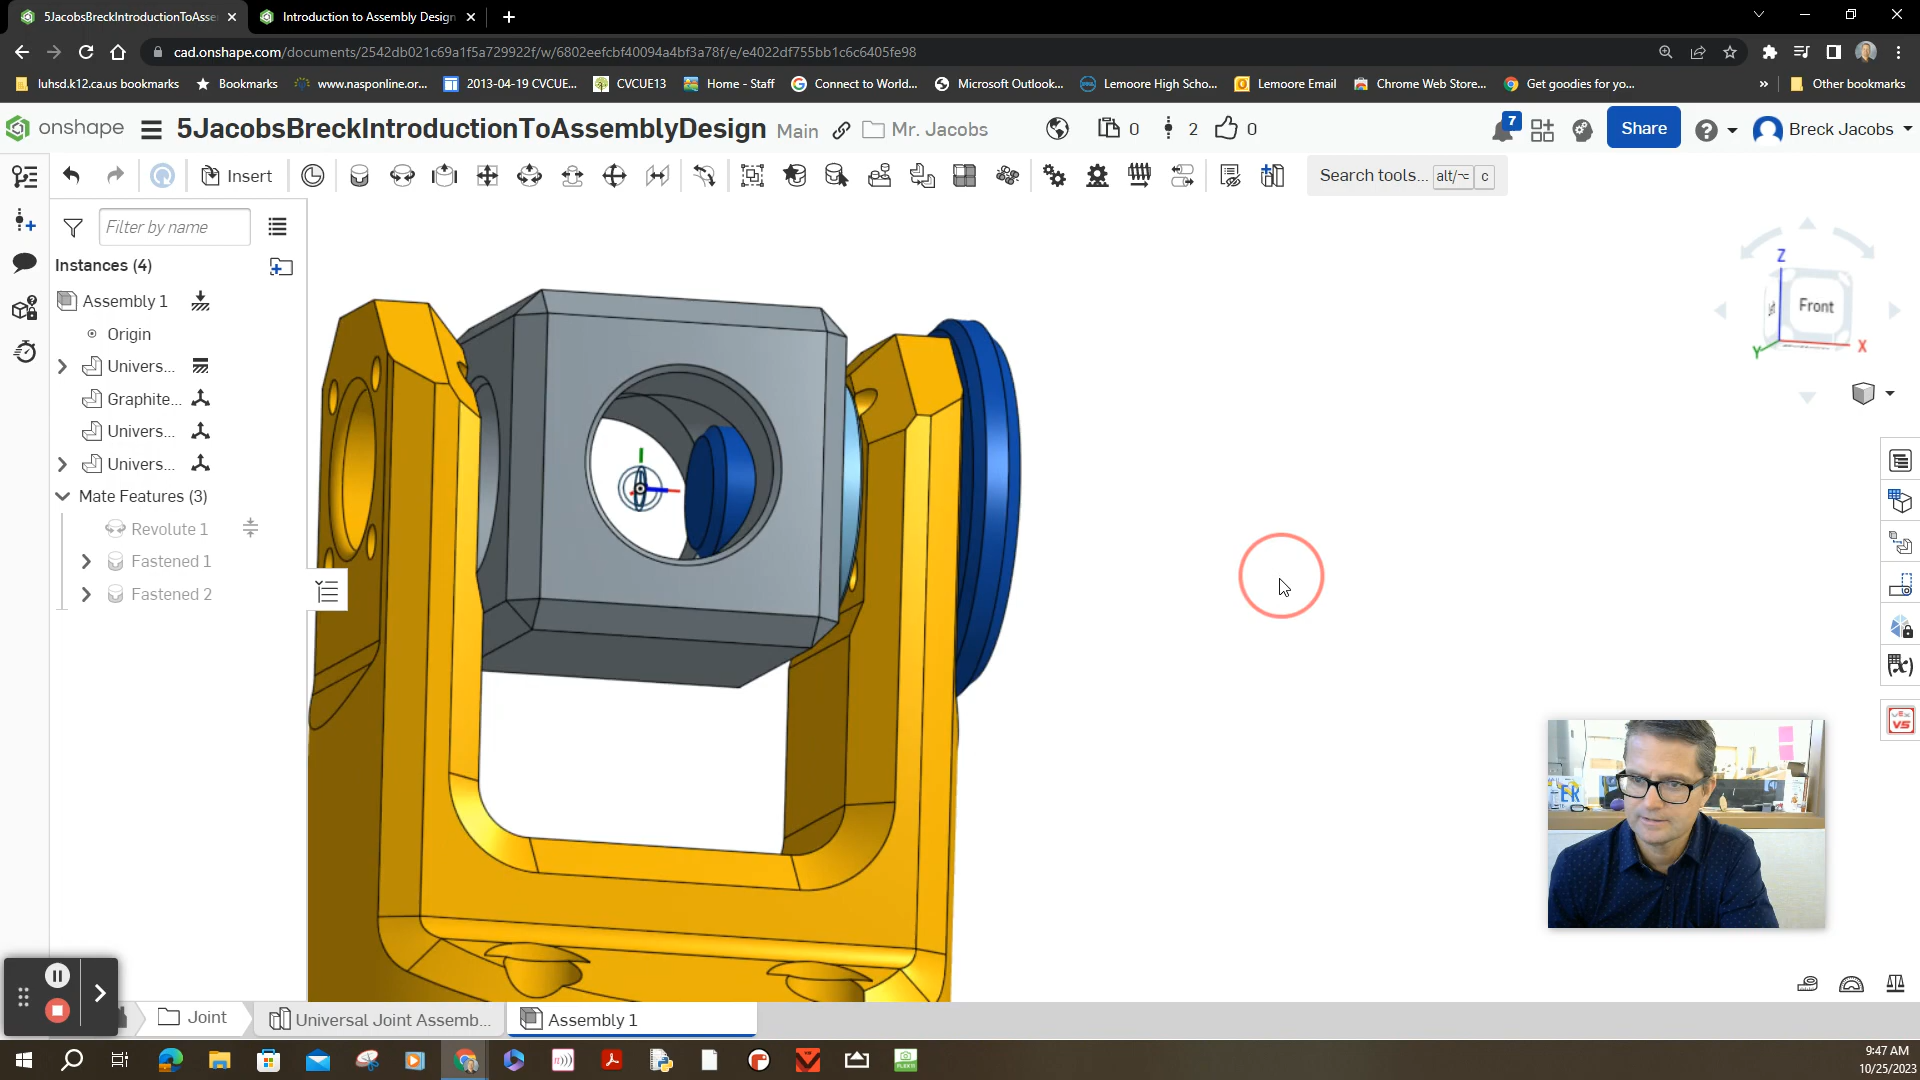 5JacobsBreckIntroductionToAsse
Introduction to Assembly Design
cad.onshape.com/documents/2542db021c69a1f5a729922f/w/6802eefcbf40094a4bf3a78f/e/e4022df755bb1c6c6405fe98
luhsd.k12.ca.us bookmarks
Bookmarks
www.nasponline.or...
2013-04-19 CVCUE...
CVCUE13
Home - Staff
Connect to World...
Microsoft Outlook...
Lemoore High Scho...
Lemoore Email
Chrome Web Store...
Get goodies for yo...
»
Other bookmarks
onshape
5JacobsBreckIntroductionToAssemblyDesign
Main
Mr. Jacobs
0
2
0
7
Share
Breck Jacobs
Insert
Search tools... alt/⌥ c
Filter by name
Instances (4)
Assembly 1
Origin
Univers...
Graphite...
Univers...
Univers...
Mate Features (3)
Revolute 1
Fastened 1
Fastened 2
Z
Front
X
Y
VEX
V5
ER
Joint
Universal Joint Assemb...
Assembly 1
9:47 AM
10/25/2023